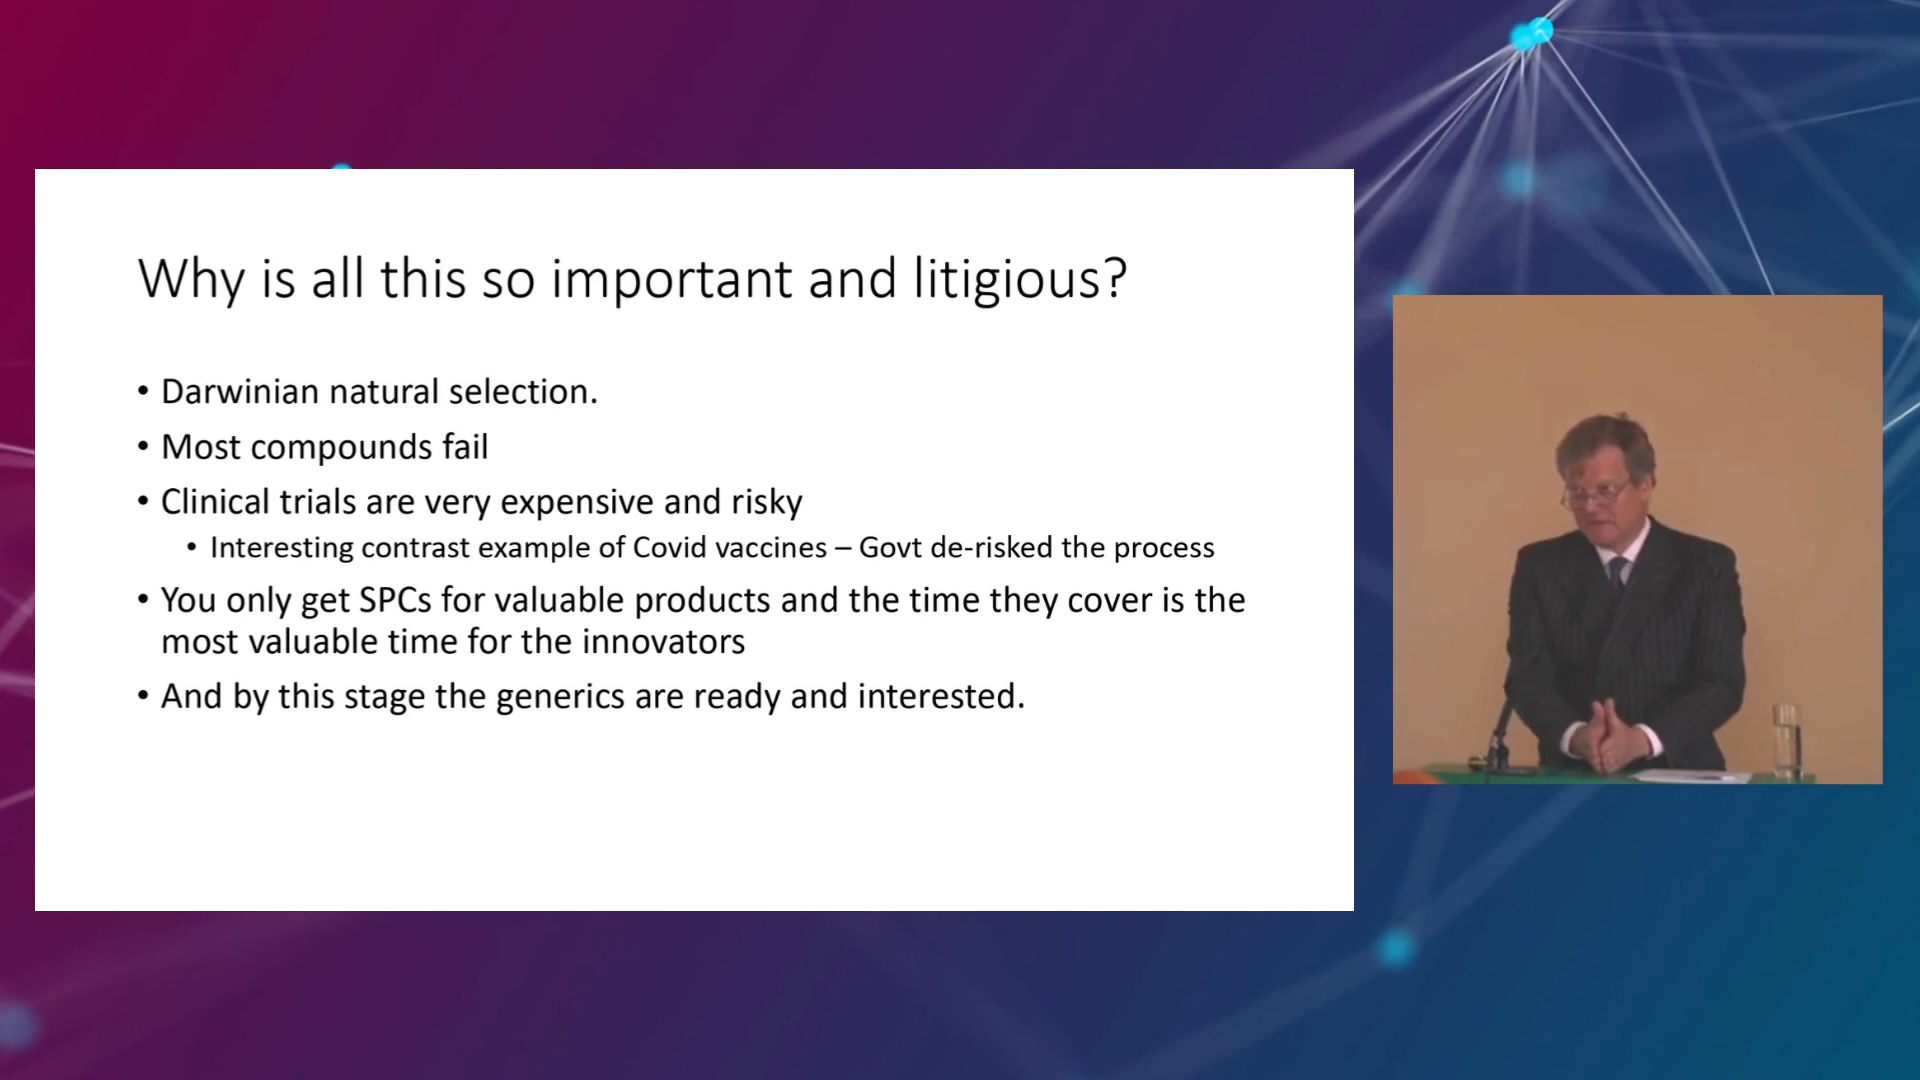 Why is all this so important and litigious?
• Darwinian natural selection.
• Most compounds fail
• Clinical trials are very expensive and risky
• Interesting contrast example of Covid vaccines – Govt de-risked the process
• You only get SPCs for valuable products and the time they cover is the
most valuable time for the innovators
• And by this stage the generics are ready and interested.